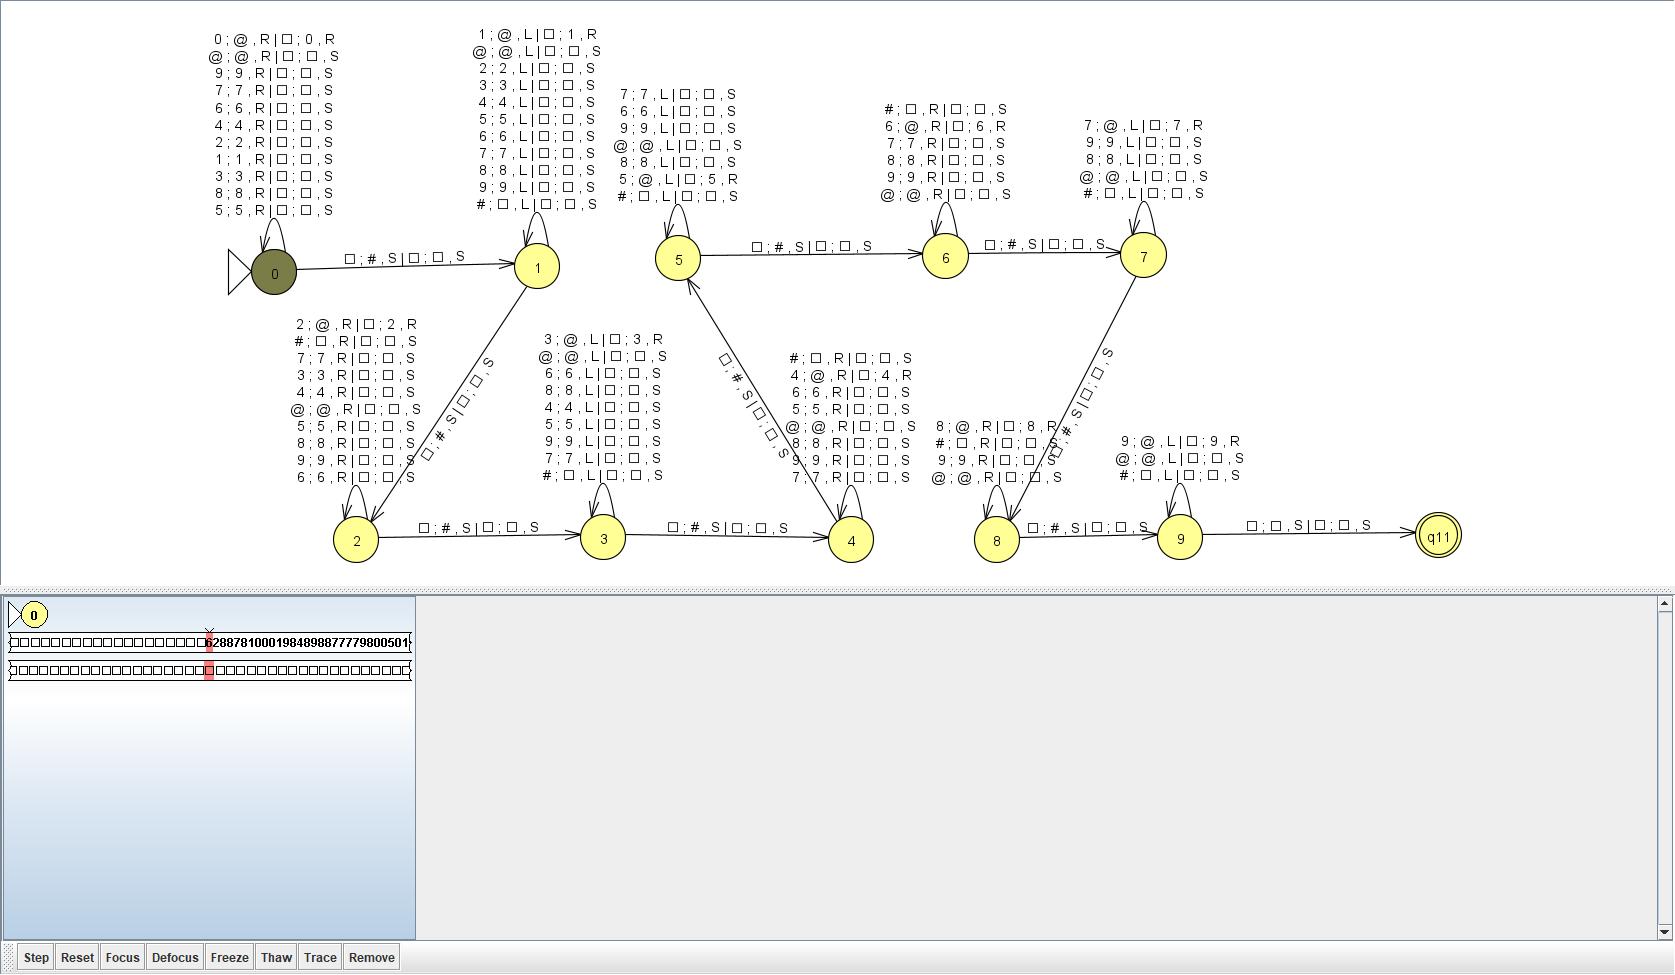 0 ; @ , R | □ ; 0 , R
@ ; @ , R | □ ; □ , S
9 ; 9 , R | □ ; □ , S
7 ; 7 , R | □ ; □ , S
6 ; 6 , R | □ ; □ , S
4 ; 4 , R | □ ; □ , S
2 ; 2 , R | □ ; □ , S
1 ; 1 , R | □ ; □ , S
3 ; 3 , R | □ ; □ , S
8 ; 8 , R | □ ; □ , S
5 ; 5 , R | □ ; □ , S
0
□ ; # , S | □ ; □ , S
1 ; @ , L | □ ; 1 , R
@ ; @ , L | □ ; □ , S
2 ; 2 , L | □ ; □ , S
3 ; 3 , L | □ ; □ , S
4 ; 4 , L | □ ; □ , S
5 ; 5 , L | □ ; □ , S
6 ; 6 , L | □ ; □ , S
7 ; 7 , L | □ ; □ , S
8 ; 8 , L | □ ; □ , S
9 ; 9 , L | □ ; □ , S
# ; □ , L | □ ; □ , S
1
□ ; # , S | □ ; □ , S
7 ; 7 , L | □ ; □ , S
6 ; 6 , L | □ ; □ , S
9 ; 9 , L | □ ; □ , S
@ ; @ , L | □ ; □ , S
8 ; 8 , L | □ ; □ , S
5 ; @ , L | □ ; 5 , R
# ; □ , L | □ ; □ , S
5
□ ; # , S | □ ; □ , S
# ; □ , R | □ ; □ , S
6 ; @ , R | □ ; 6 , R
7 ; 7 , R | □ ; □ , S
8 ; 8 , R | □ ; □ , S
9 ; 9 , R | □ ; □ , S
@ ; @ , R | □ ; □ , S
6
□ ; # , S | □ ; □ , S
7 ; @ , L | □ ; 7 , R
9 ; 9 , L | □ ; □ , S
8 ; 8 , L | □ ; □ , S
@ ; @ , L | □ ; □ , S
# ; □ , L | □ ; □ , S
7
□ ; # , S | □ ; □ , S
2 ; @ , R | □ ; 2 , R
# ; □ , R | □ ; □ , S
7 ; 7 , R | □ ; □ , S
3 ; 3 , R | □ ; □ , S
4 ; 4 , R | □ ; □ , S
@ ; @ , R | □ ; □ , S
5 ; 5 , R | □ ; □ , S
8 ; 8 , R | □ ; □ , S
9 ; 9 , R | □ ; □ , S
6 ; 6 , R | □ ; □ , S
2
□ ; # , S | □ ; □ , S
3 ; @ , L | □ ; 3 , R
@ ; @ , L | □ ; □ , S
6 ; 6 , L | □ ; □ , S
8 ; 8 , L | □ ; □ , S
4 ; 4 , L | □ ; □ , S
5 ; 5 , L | □ ; □ , S
9 ; 9 , L | □ ; □ , S
7 ; 7 , L | □ ; □ , S
# ; □ , L | □ ; □ , S
3
□ ; # , S | □ ; □ , S
# ; □ , R | □ ; □ , S
4 ; @ , R | □ ; 4 , R
6 ; 6 , R | □ ; □ , S
5 ; 5 , R | □ ; □ , S
@ ; @ , R | □ ; □ , S
8 ; 8 , R | □ ; □ , S
9 ; 9 , R | □ ; □ , S
7 ; 7 , R | □ ; □ , S
4
□ ; # , S | □ ; □ , S
8 ; @ , R | □ ; 8 , R
# ; □ , R | □ ; □ , S
9 ; 9 , R | □ ; □ , S
@ ; @ , R | □ ; □ , S
8
□ ; # , S | □ ; □ , S
9 ; @ , L | □ ; 9 , R
@ ; @ , L | □ ; □ , S
# ; □ , L | □ ; □ , S
9
□ ; □ , S | □ ; □ , S
q11
0
□□□□□□□□□□□□□□□□□□□6288781000198489887777980050​1
□□□□□□□□□□□□□□□□□□□□□□□□□□□□□□□□□□□□□□□
Step Reset Focus Defocus Freeze Thaw Trace Remove